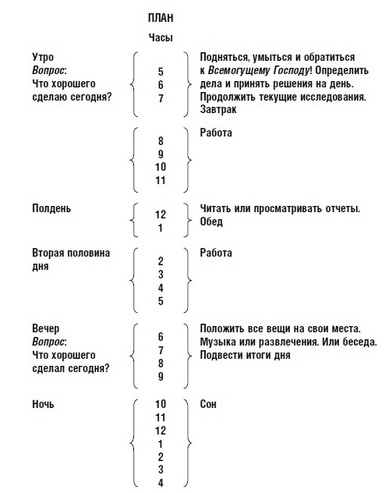 ПЛАН
Часы
Утро
Вопрос:
Что хорошего
сделаю сегодня?
5
6
7
Подняться, умыться и обратиться
к Всемогущему Господу! Определить
дела и принять решения на день.
Продолжить текущие исследования.
Завтрак
8
9
10
11
Работа
Полдень
12
1
Читать или просматривать отчеты.
Обед
Вторая половина
дня
2
3
4
5
Работа
Вечер
Вопрос:
Что хорошего
сделал сегодня?
6
7
8
9
Положить все вещи на свои места.
Музыка или развлечения. Или беседа.
Подвести итоги дня
Ночь
10
11
12
1
2
3
4
Сон